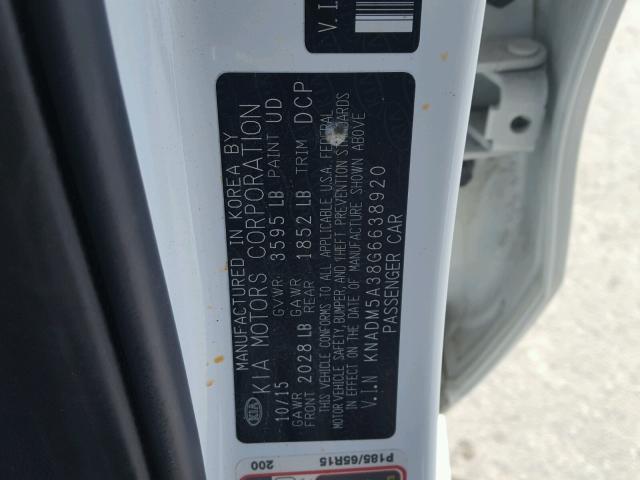 V.I
MANUFACTURED IN KOREA BY
KIA KIA MOTORS CORPORATION
10/15 GVWR 3595 LB PAINT UD
GAWR GAWR
FRONT 2028 LB REAR 1852 LB TRIM DCP
THIS VEHICLE CONFORMS TO ALL APPLICABLE U.S.A. FEDERAL
MOTOR VEHICLE SAFETY, BUMPER, AND THEFT PREVENTION STANDARDS
IN EFFECT ON THE DATE OF MANUFACTURE SHOWN ABOVE
V.I.N KNADM5A38G6638920
PASSENGER CAR
P185/65R15
200